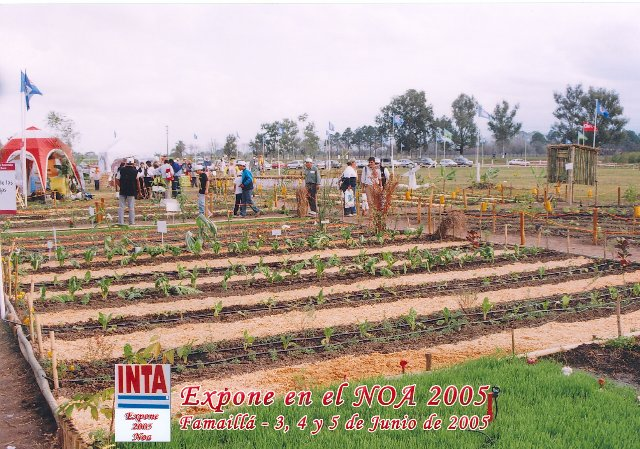 INTA
Expone
2005
Noa
Expone en el NOA 2005
Famaillá - 3, 4 y 5 de Junio de 2005